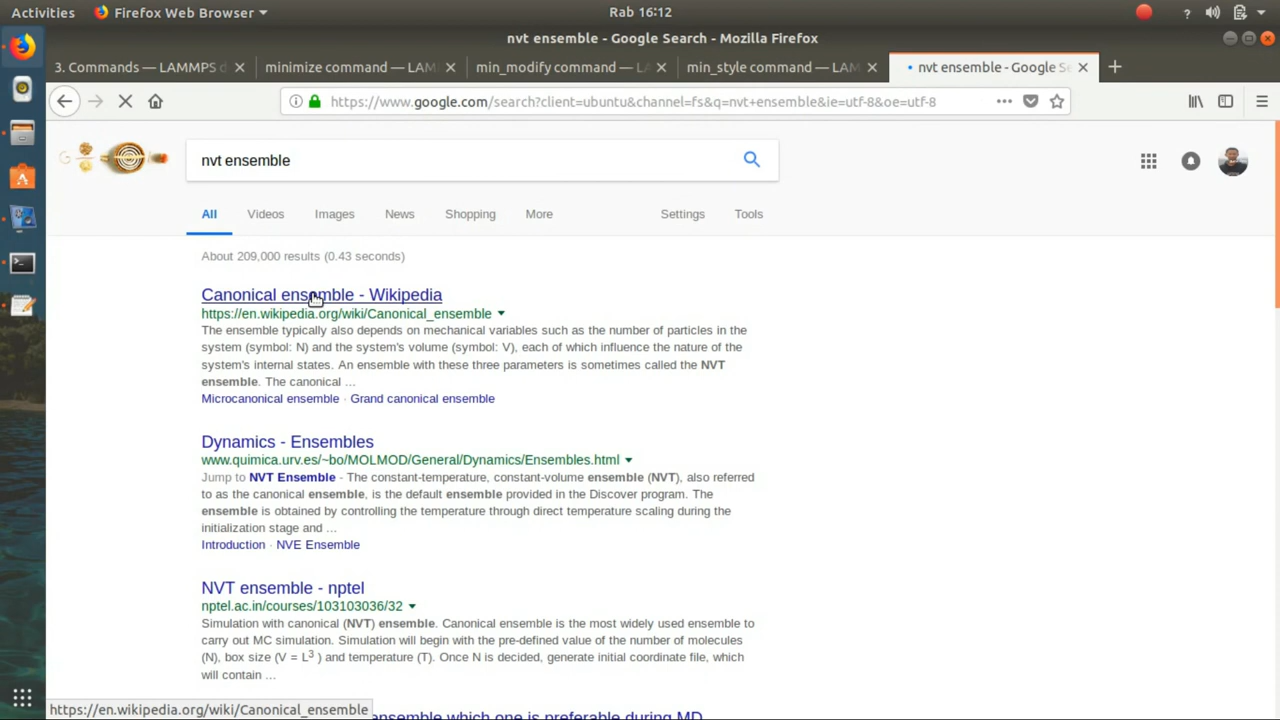 Activities Firefox Web Browser Rab 16:12
nvt ensemble - Google Search - Mozilla Firefox
3. Commands — LAMMPS d minimize command — LAM min_modify command — LA min_style command — LAM nvt ensemble - Google S
https://www.google.com/search?client=ubuntu&channel=fs&q=nvt+ensemble&ie=utf-8&oe=utf-8
nvt ensemble
All Videos Images News Shopping More Settings Tools
About 209,000 results (0.43 seconds)
Canonical ensemble - Wikipedia
https://en.wikipedia.org/wiki/Canonical_ensemble
The ensemble typically also depends on mechanical variables such as the number of particles in the
system (symbol: N) and the system's volume (symbol: V), each of which influence the nature of the
system's internal states. An ensemble with these three parameters is sometimes called the NVT
ensemble. The canonical ...
Microcanonical ensemble · Grand canonical ensemble
Dynamics - Ensembles
www.quimica.urv.es/~bo/MOLMOD/General/Dynamics/Ensembles.html
Jump to NVT Ensemble - The constant-temperature, constant-volume ensemble (NVT), also referred
to as the canonical ensemble, is the default ensemble provided in the Discover program. The
ensemble is obtained by controlling the temperature through direct temperature scaling during the
initialization stage and ...
Introduction · NVE Ensemble
NVT ensemble - nptel
nptel.ac.in/courses/103103036/32
Simulation with canonical (NVT) ensemble. Canonical ensemble is the most widely used ensemble to
carry out MC simulation. Simulation will begin with the pre-defined value of the number of molecules
(N), box size (V = L3 ) and temperature (T). Once N is decided, generate initial coordinate file, which
will contain ...
https://en.wikipedia.org/wiki/Canonical_ensemble ensemble which one is preferable during MD